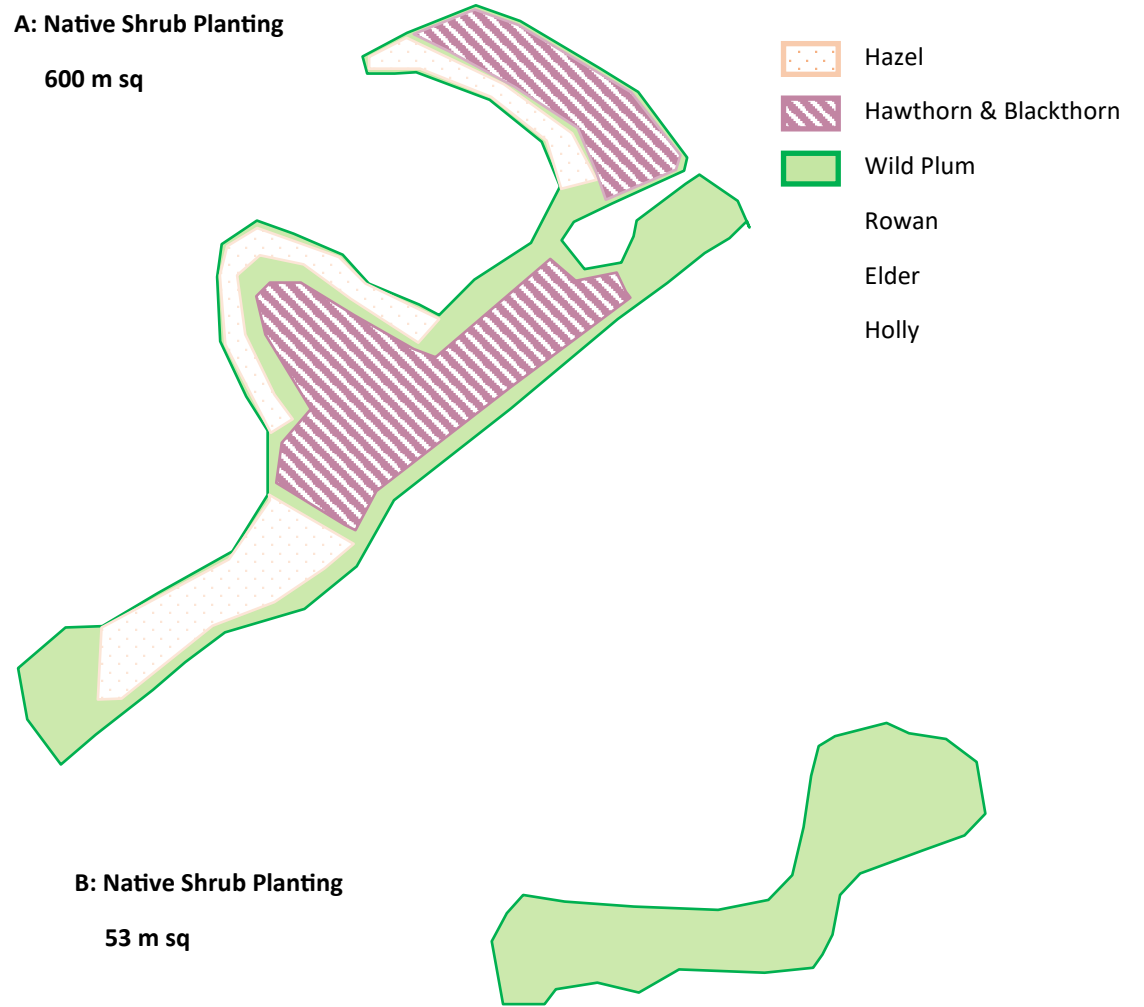 A: Native Shrub Planting
600 m sq
Hazel
Hawthorn & Blackthorn
Wild Plum
Rowan
Elder
Holly
B: Native Shrub Planting
53 m sq